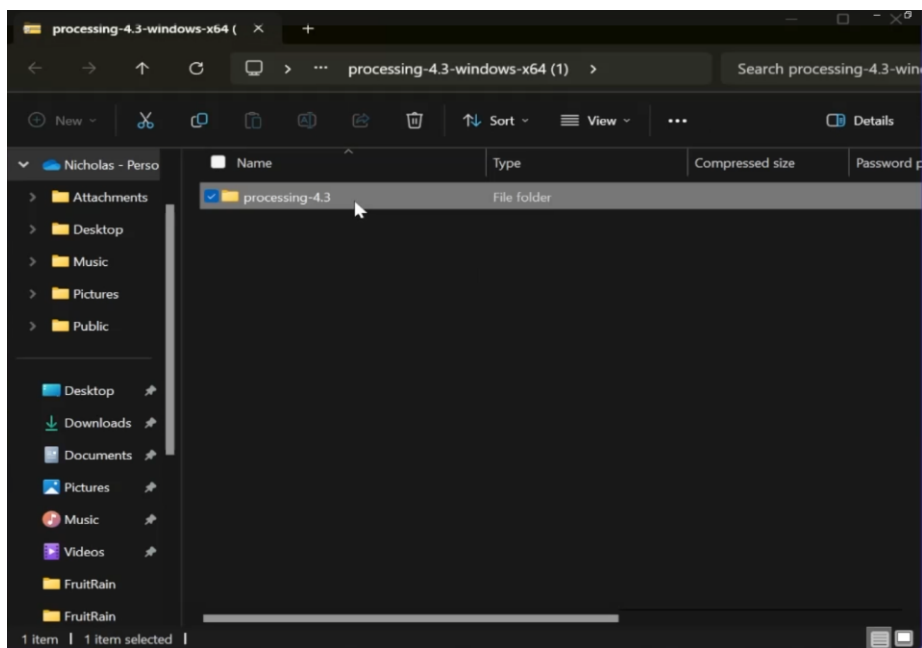 processing-4.3-windows-x64 (
processing-4.3-windows-x64 (1)
Search processing-4.3-win
New
Sort
View
Details
Nicholas - Perso
Attachments
Desktop
Music
Pictures
Public
Desktop
Downloads
Documents
Pictures
Music
Videos
FruitRain
FruitRain
Name Type Compressed size Password p
processing-4.3 File folder
1 item 1 item selected